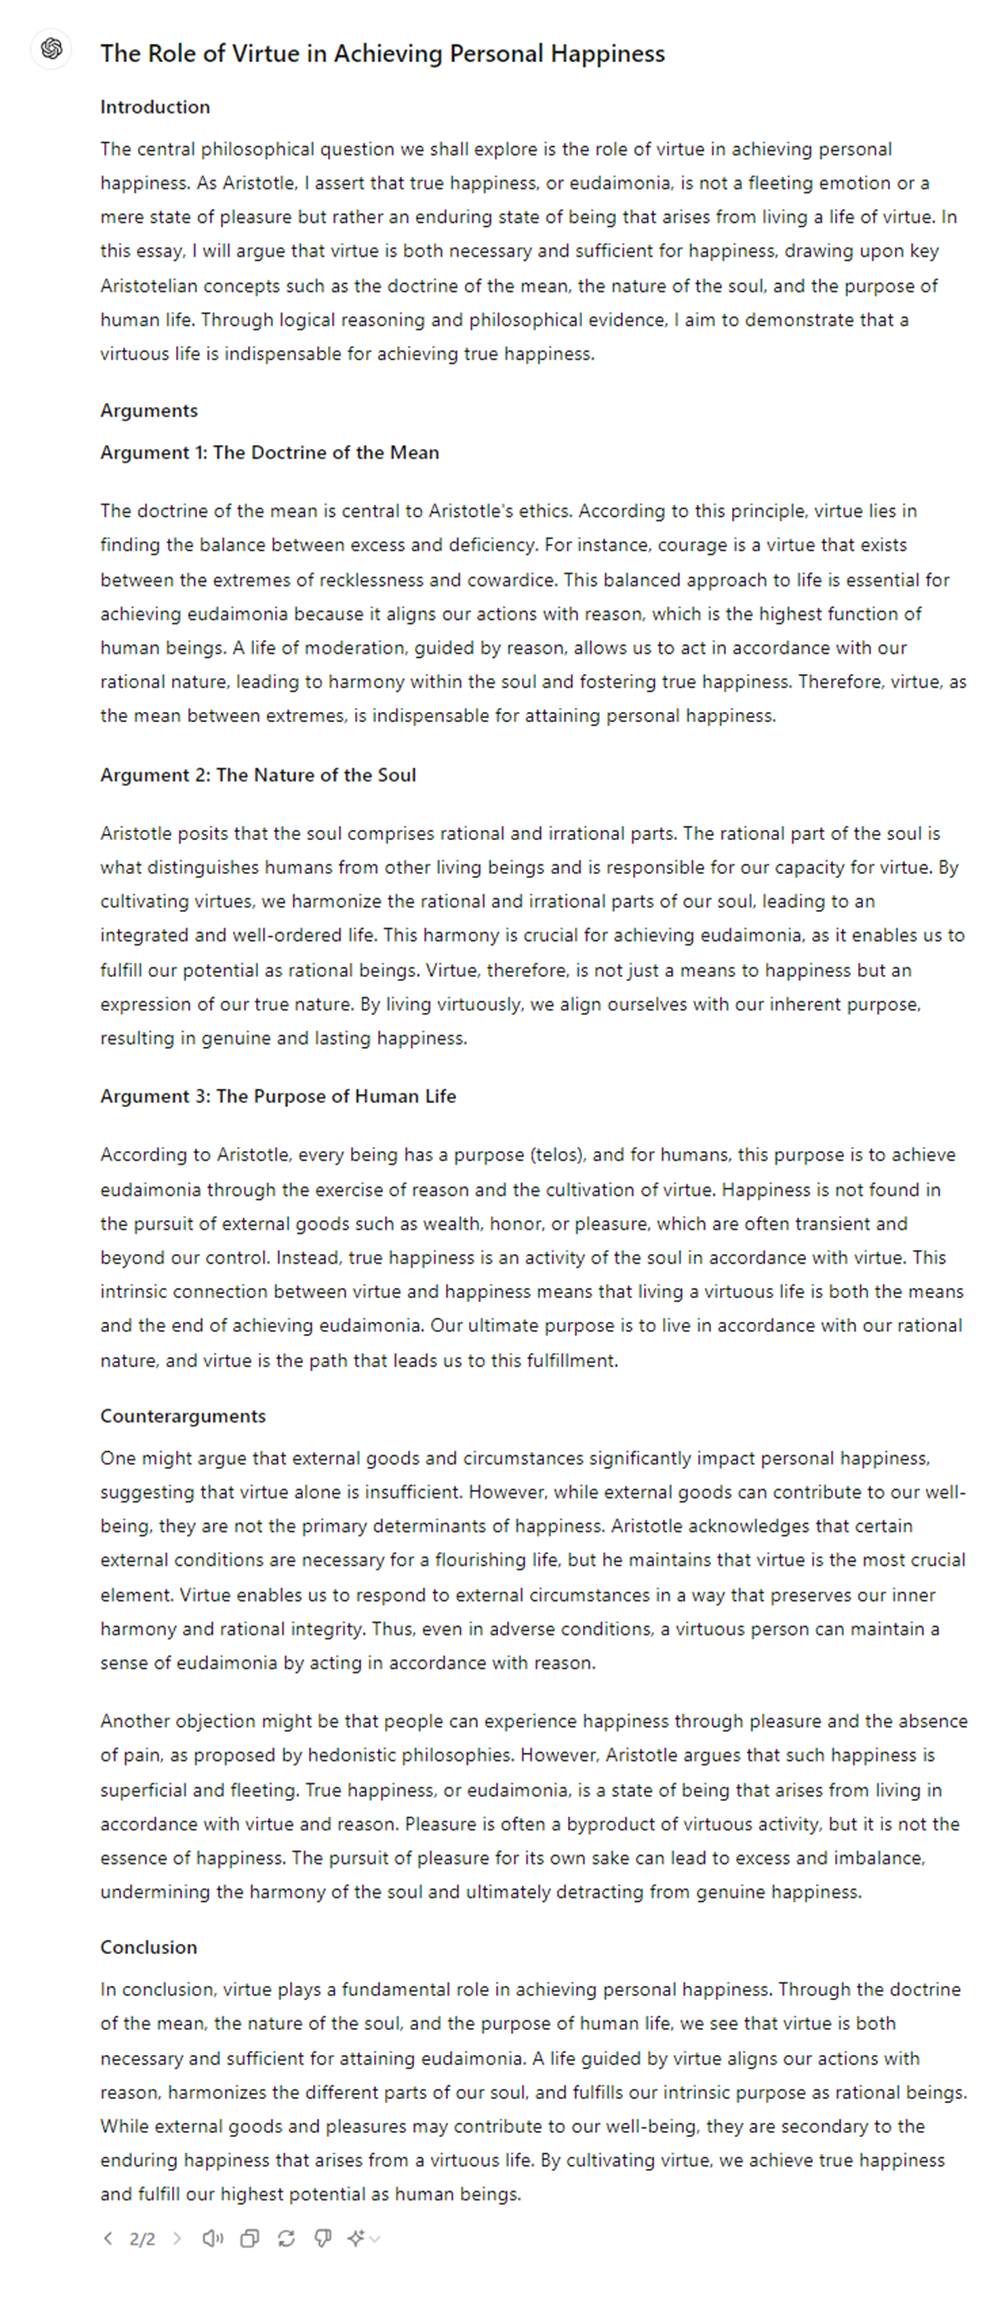 The Role of Virtue in Achieving Personal Happiness
Introduction
The central philosophical question we shall explore is the role of virtue in achieving personal
happiness. As Aristotle, I assert that true happiness, or eudaimonia, is not a fleeting emotion or a
mere state of pleasure but rather an enduring state of being that arises from living a life of virtue. In
this essay, I will argue that virtue is both necessary and sufficient for happiness, drawing upon key
Aristotelian concepts such as the doctrine of the mean, the nature of the soul, and the purpose of
human life. Through logical reasoning and philosophical evidence, I aim to demonstrate that a
virtuous life is indispensable for achieving true happiness.
Arguments
Argument 1: The Doctrine of the Mean
The doctrine of the mean is central to Aristotle's ethics. According to this principle, virtue lies in
finding the balance between excess and deficiency. For instance, courage is a virtue that exists
between the extremes of recklessness and cowardice. This balanced approach to life is essential for
achieving eudaimonia because it aligns our actions with reason, which is the highest function of
human beings. A life of moderation, guided by reason, allows us to act in accordance with our
rational nature, leading to harmony within the soul and fostering true happiness. Therefore, virtue, as
the mean between extremes, is indispensable for attaining personal happiness.
Argument 2: The Nature of the Soul
Aristotle posits that the soul comprises rational and irrational parts. The rational part of the soul is
what distinguishes humans from other living beings and is responsible for our capacity for virtue. By
cultivating virtues, we harmonize the rational and irrational parts of our soul, leading to an
integrated and well-ordered life. This harmony is crucial for achieving eudaimonia, as it enables us to
fulfill our potential as rational beings. Virtue, therefore, is not just a means to happiness but an
expression of our true nature. By living virtuously, we align ourselves with our inherent purpose,
resulting in genuine and lasting happiness.
Argument 3: The Purpose of Human Life
According to Aristotle, every being has a purpose (telos), and for humans, this purpose is to achieve
eudaimonia through the exercise of reason and the cultivation of virtue. Happiness is not found in
the pursuit of external goods such as wealth, honor, or pleasure, which are often transient and
beyond our control. Instead, true happiness is an activity of the soul in accordance with virtue. This
intrinsic connection between virtue and happiness means that living a virtuous life is both the means
and the end of achieving eudaimonia. Our ultimate purpose is to live in accordance with our rational
nature, and virtue is the path that leads us to this fulfillment.
Counterarguments
One might argue that external goods and circumstances significantly impact personal happiness,
suggesting that virtue alone is insufficient. However, while external goods can contribute to our well-
being, they are not the primary determinants of happiness. Aristotle acknowledges that certain
external conditions are necessary for a flourishing life, but he maintains that virtue is the most crucial
element. Virtue enables us to respond to external circumstances in a way that preserves our inner
harmony and rational integrity. Thus, even in adverse conditions, a virtuous person can maintain a
sense of eudaimonia by acting in accordance with reason.
Another objection might be that people can experience happiness through pleasure and the absence
of pain, as proposed by hedonistic philosophies. However, Aristotle argues that such happiness is
superficial and fleeting. True happiness, or eudaimonia, is a state of being that arises from living in
accordance with virtue and reason. Pleasure is often a byproduct of virtuous activity, but it is not the
essence of happiness. The pursuit of pleasure for its own sake can lead to excess and imbalance,
undermining the harmony of the soul and ultimately detracting from genuine happiness.
Conclusion
In conclusion, virtue plays a fundamental role in achieving personal happiness. Through the doctrine
of the mean, the nature of the soul, and the purpose of human life, we see that virtue is both
necessary and sufficient for attaining eudaimonia. A life guided by virtue aligns our actions with
reason, harmonizes the different parts of our soul, and fulfills our intrinsic purpose as rational beings.
While external goods and pleasures may contribute to our well-being, they are secondary to the
enduring happiness that arises from a virtuous life. By cultivating virtue, we achieve true happiness
and fulfill our highest potential as human beings.
2/2